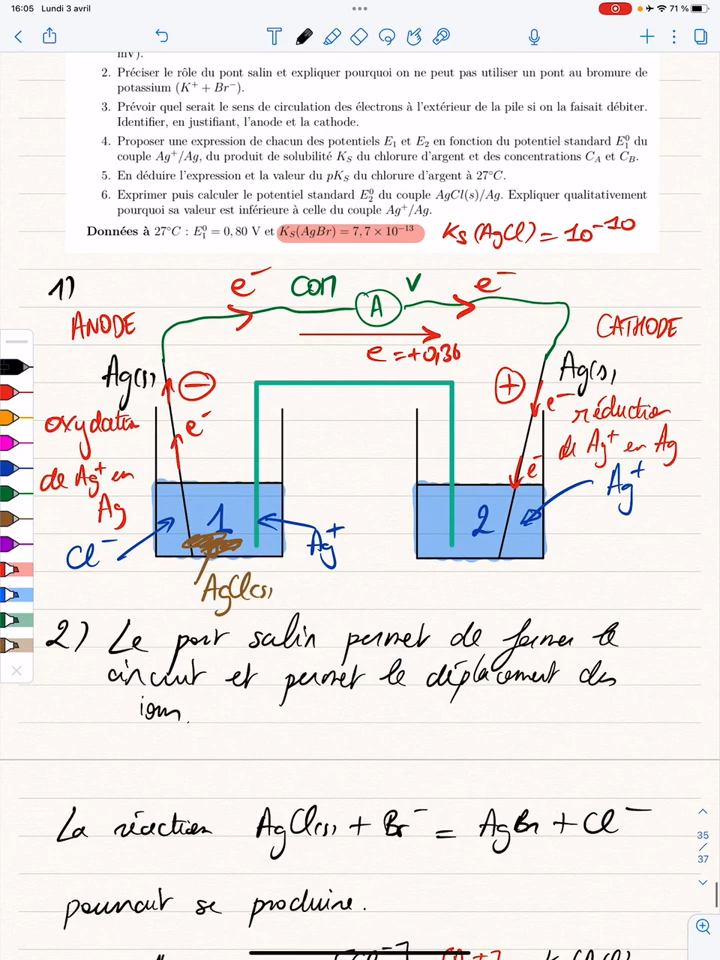 16:05 Lundi 3 avril
71 %
mV).
2. Préciser le rôle du pont salin et expliquer pourquoi on ne peut pas utiliser un pont au bromure de
potassium (K⁺ + Br⁻).
3. Prévoir quel serait le sens de circulation des électrons à l'extérieur de la pile si on la faisait débiter.
Identifier, en justifiant, l'anode et la cathode.
4. Proposer une expression de chacun des potentiels E₁ et E₂ en fonction du potentiel standard E₁⁰ du
couple Ag⁺/Ag, du produit de solubilité K_S du chlorure d'argent et des concentrations C_A et C_B.
5. En déduire l'expression et la valeur du pK_S du chlorure d'argent à 27°C.
6. Exprimer puis calculer le potentiel standard E₂⁰ du couple AgCl(s)/Ag. Expliquer qualitativement
pourquoi sa valeur est inférieure à celle du couple Ag⁺/Ag.
Données à 27°C : E₁⁰ = 0,80 V et K_S(AgBr) = 7,7 × 10⁻¹³
Ks(AgCl) = 10⁻¹⁰
1)
e⁻
com
A
V
e⁻
ANODE
CATHODE
e = +0,36
Ag(s)
−
+
Ag(s)
oxydation
de Ag⁺ en
Ag
e⁻
e⁻
réduction
de Ag⁺ en Ag
e⁻
Ag⁺
1
2
Cl⁻
Ag⁺
AgCl(s)
2) Le pont salin permet de fermer le
circuit et permet le déplacement des
ions.
La réaction AgCl(s) + Br⁻ = AgBr + Cl⁻
pourrait se produire.
35
/
37